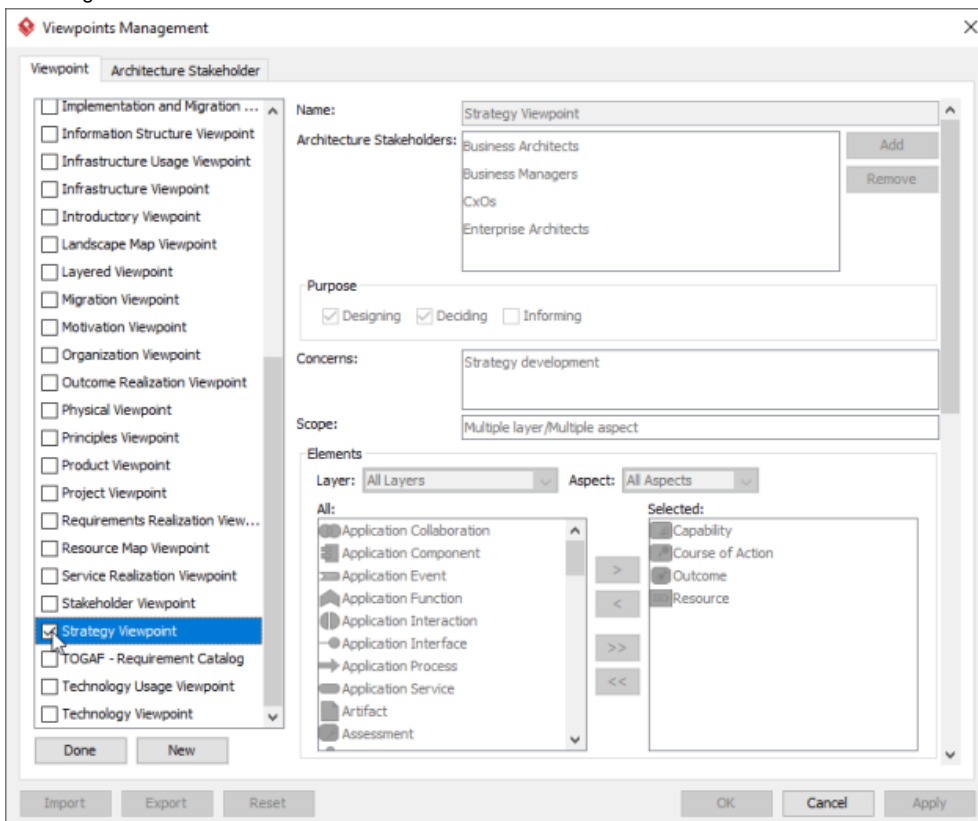 Viewpoints Management
Viewpoint
Architecture Stakeholder
Implementation and Migration ...
Information Structure Viewpoint
Infrastructure Usage Viewpoint
Infrastructure Viewpoint
Introductory Viewpoint
Landscape Map Viewpoint
Layered Viewpoint
Migration Viewpoint
Motivation Viewpoint
Organization Viewpoint
Outcome Realization Viewpoint
Physical Viewpoint
Principles Viewpoint
Product Viewpoint
Project Viewpoint
Requirements Realization View...
Resource Map Viewpoint
Service Realization Viewpoint
Stakeholder Viewpoint
Strategy Viewpoint
TOGAF - Requirement Catalog
Technology Usage Viewpoint
Technology Viewpoint
Done
New
Name:
Strategy Viewpoint
Architecture Stakeholders:
Business Architects
Business Managers
CxOs
Enterprise Architects
Add
Remove
Purpose
Designing
Deciding
Informing
Concerns:
Strategy development
Scope:
Multiple layer/Multiple aspect
Elements
Layer:
All Layers
Aspect:
All Aspects
All:
Application Collaboration
Application Component
Application Event
Application Function
Application Interaction
Application Interface
Application Process
Application Service
Artifact
Assessment
>
<
>>
<<
Selected:
Capability
Course of Action
Outcome
Resource
Import
Export
Reset
OK
Cancel
Apply